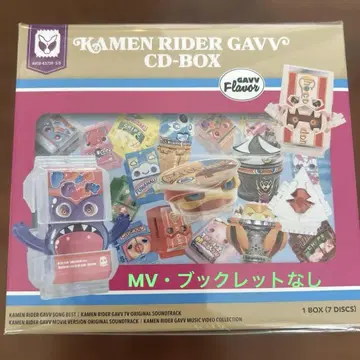 KAMEN RIDER GAVV
CD-BOX
GAVV
Flavor
MV・ブックレットなし
1 BOX (7 DISCS)
KAMEN RIDER GAVV SONG BEST / KAMEN RIDER GAVV TV ORIGINAL SOUNDTRACK
KAMEN RIDER GAVV MOVIE VERSION ORIGINAL SOUNDTRACK / KAMEN RIDER GAVV MUSIC VIDEO COLLECTION